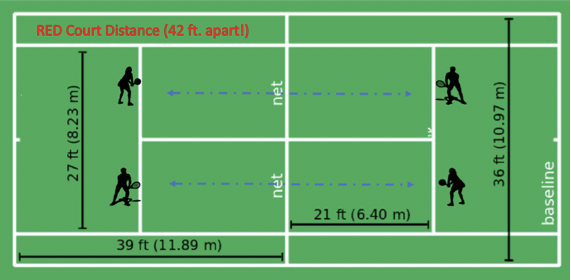 RED Court Distance (42 ft. apart!)
27 ft (8.23 m)
net
net
36 ft (10.97 m)
baseline
21 ft (6.40 m)
39 ft (11.89 m)